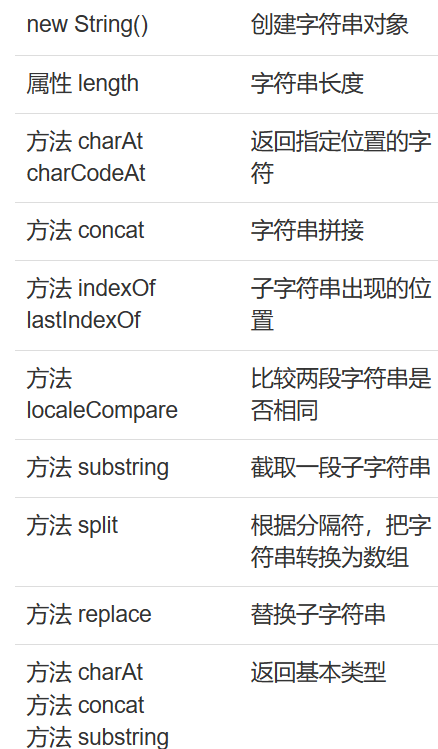 new String() 创建字符串对象
属性 length 字符串长度
方法 charAt 返回指定位置的字
charCodeAt 符
方法 concat 字符串拼接
方法 indexOf 子字符串出现的位
lastIndexOf 置
方法 比较两段字符串是
localeCompare 否相同
方法 substring 截取一段子字符串
方法 split 根据分隔符，把字
符串转换为数组
方法 replace 替换子字符串
方法 charAt 返回基本类型
方法 concat
方法 substring